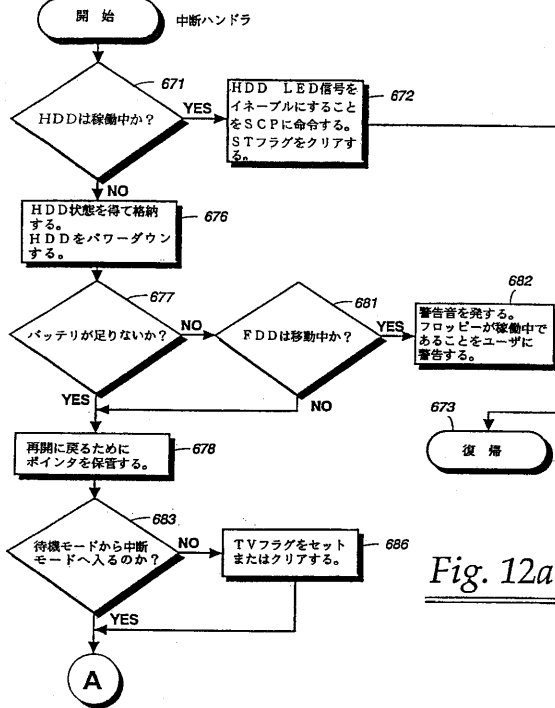 開 始
中断ハンドラ
671
HDDは稼働中か?
YES
HDD LED信号を
イネーブルにすること
をSCPに命令する。
STフラグをクリアす
る。
672
NO
HDD状態を得て格納
する。
HDDをパワーダウン
する。
676
677
バッテリが足りないか?
NO
681
FDDは移動中か?
YES
682
警告音を発する。
フロッピーが稼働中で
あることをユーザに
警告する。
YES
NO
673
復 帰
再開に戻るために
ポインタを保管する。
678
683
待機モードから中断
モードへ入るのか?
NO
TVフラグをセット
またはクリアする。
686
YES
Fig. 12a
A